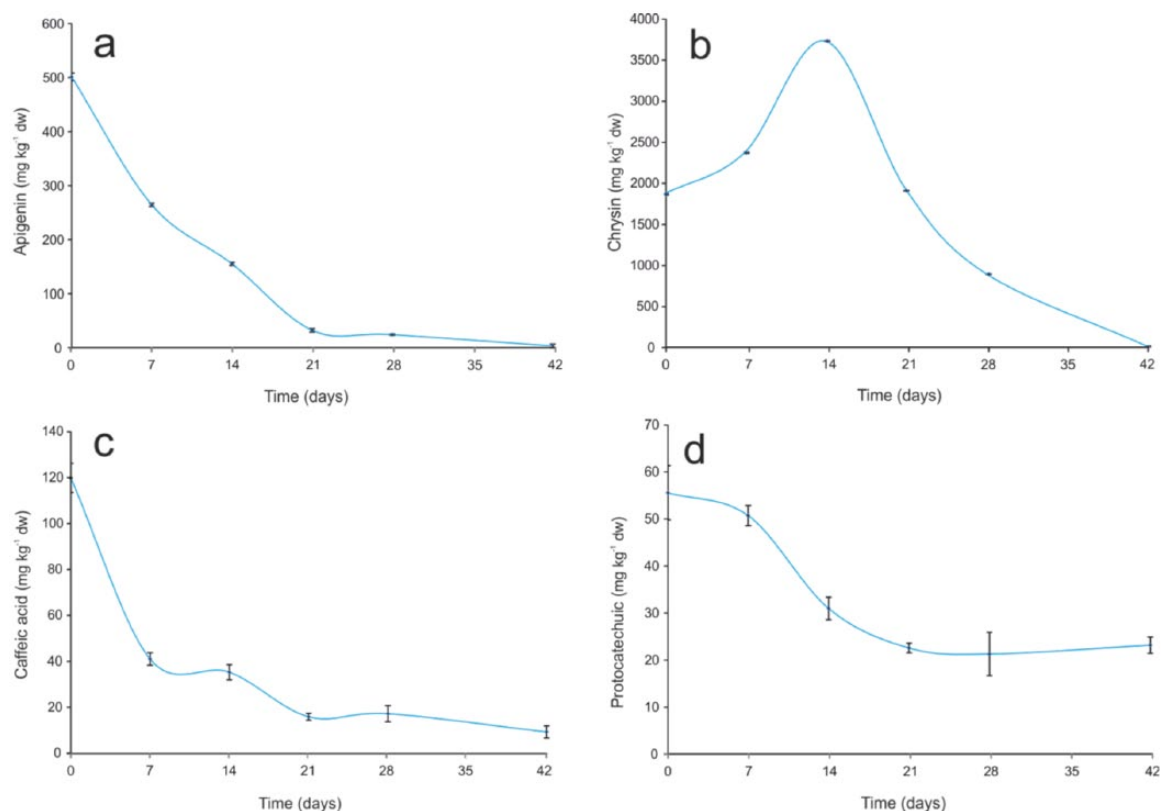 a
Apigenin (mg kg⁻¹ dw)
600
500
400
300
200
100
0
0 7 14 21 28 35 42
Time (days)
b
Chrysin (mg kg⁻¹ dw)
4000
3500
3000
2500
2000
1500
1000
500
0
0 7 14 21 28 35 42
Time (days)
c
Caffeic acid (mg kg⁻¹ dw)
140
120
100
80
60
40
20
0
0 7 14 21 28 35 42
Time (days)
d
Protocatechuic (mg kg⁻¹ dw)
70
60
50
40
30
20
10
0
0 7 14 21 28 35 42
Time (days)